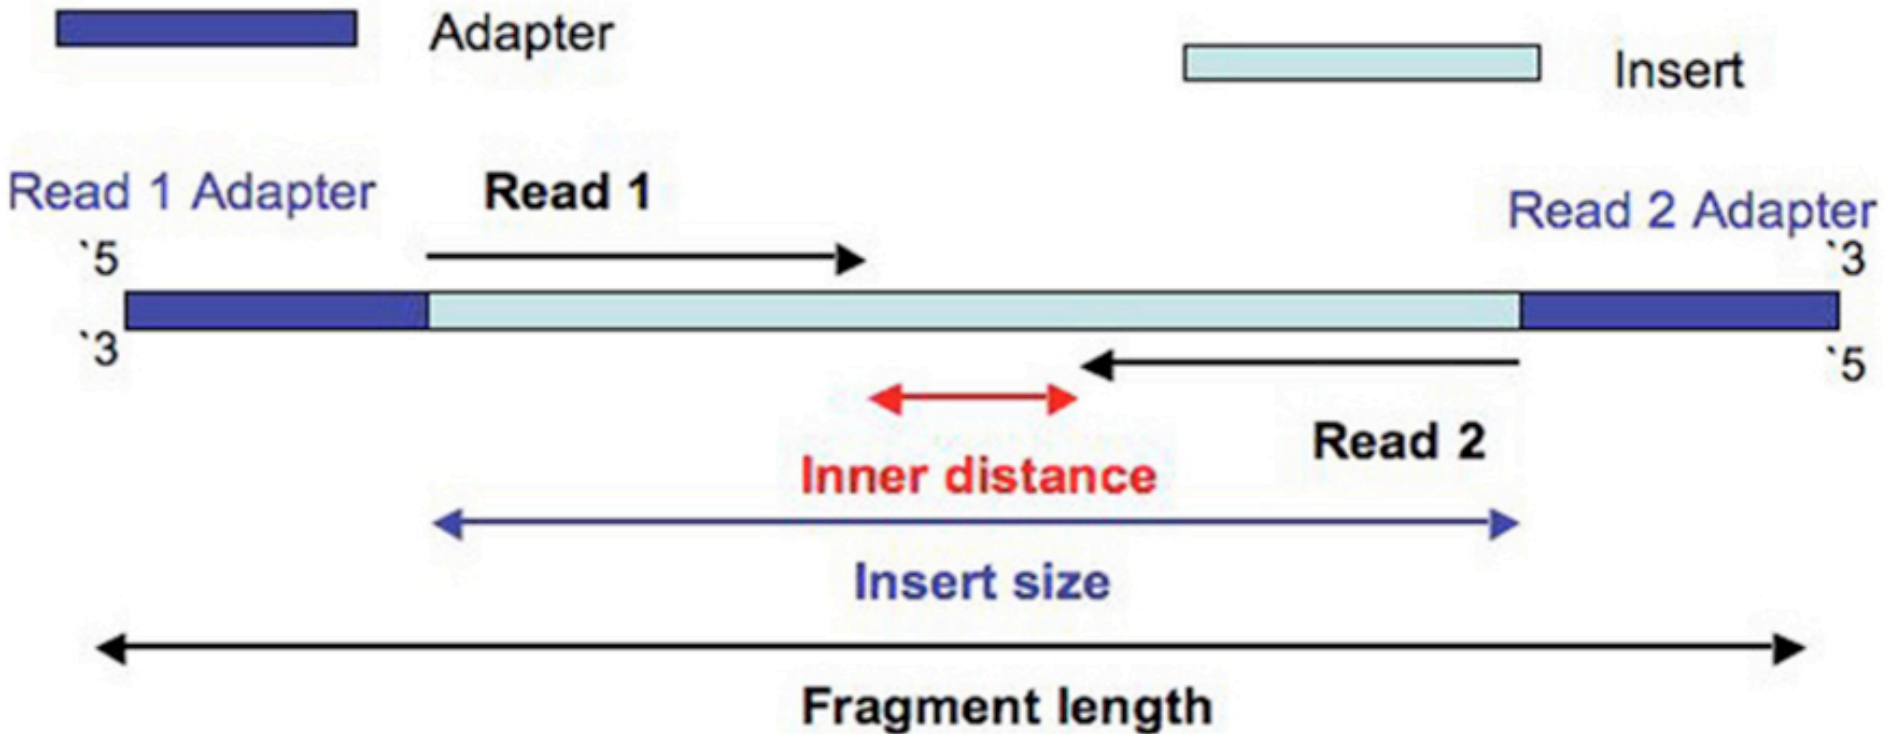 Adapter
Insert
Read 1 Adapter
Read 1
Read 2 Adapter
`5
`3
`3
`5
Read 2
Inner distance
Insert size
Fragment length